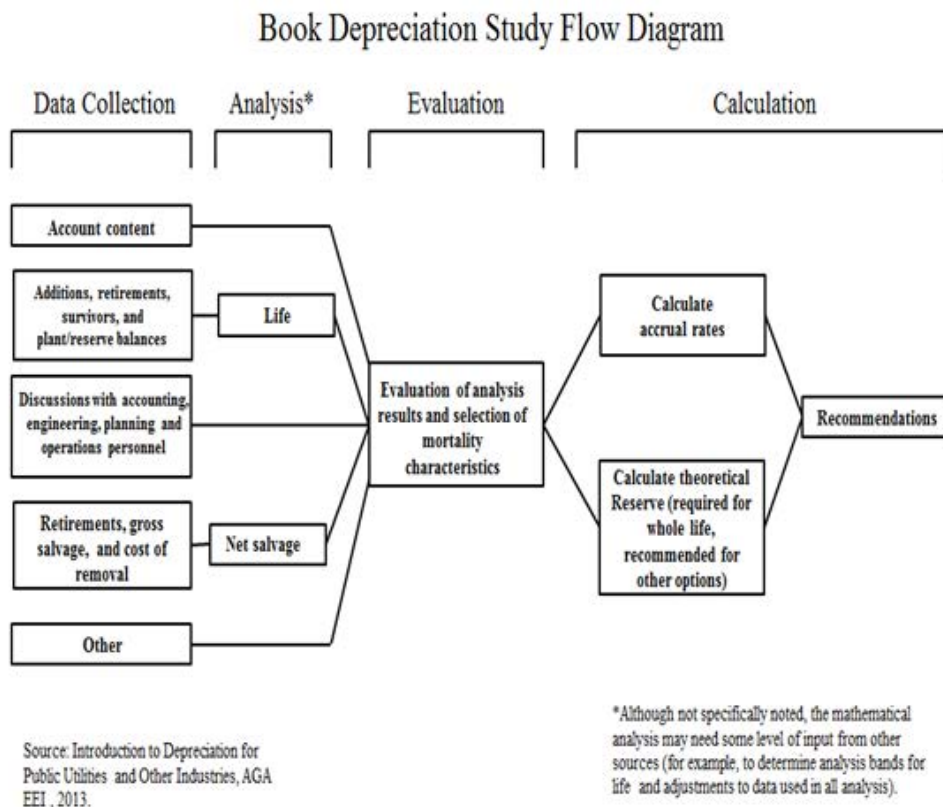 Book Depreciation Study Flow Diagram
Data Collection
Analysis*
Evaluation
Calculation
Account content
Additions, retirements,
survivors, and
plant/reserve balances
Life
Discussions with accounting,
engineering, planning and
operations personnel
Retirements, gross
salvage, and cost of
removal
Net salvage
Other
Evaluation of analysis
results and selection of
mortality
characteristics
Calculate
accrual rates
Calculate theoretical
Reserve (required for
whole life,
recommended for
other options)
Recommendations
Source: Introduction to Depreciation for
Public Utilities and Other Industries, AGA
EEI , 2013.
*Although not specifically noted, the mathematical
analysis may need some level of input from other
sources (for example, to determine analysis bands for
life and adjustments to data used in all analysis).